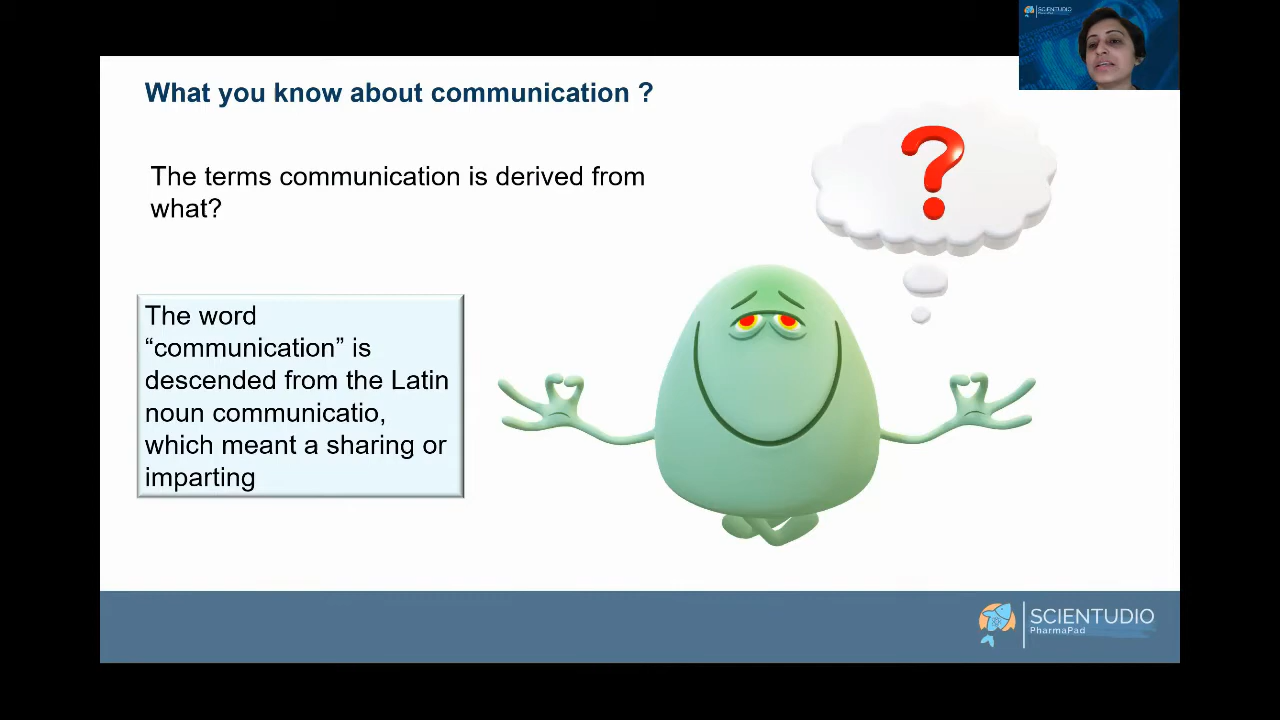 SCIENTUDIO
What you know about communication ?
The terms communication is derived from
what?
?
The word
“communication” is
descended from the Latin
noun communicatio,
which meant a sharing or
imparting
SCIENTUDIO
PharmaPad